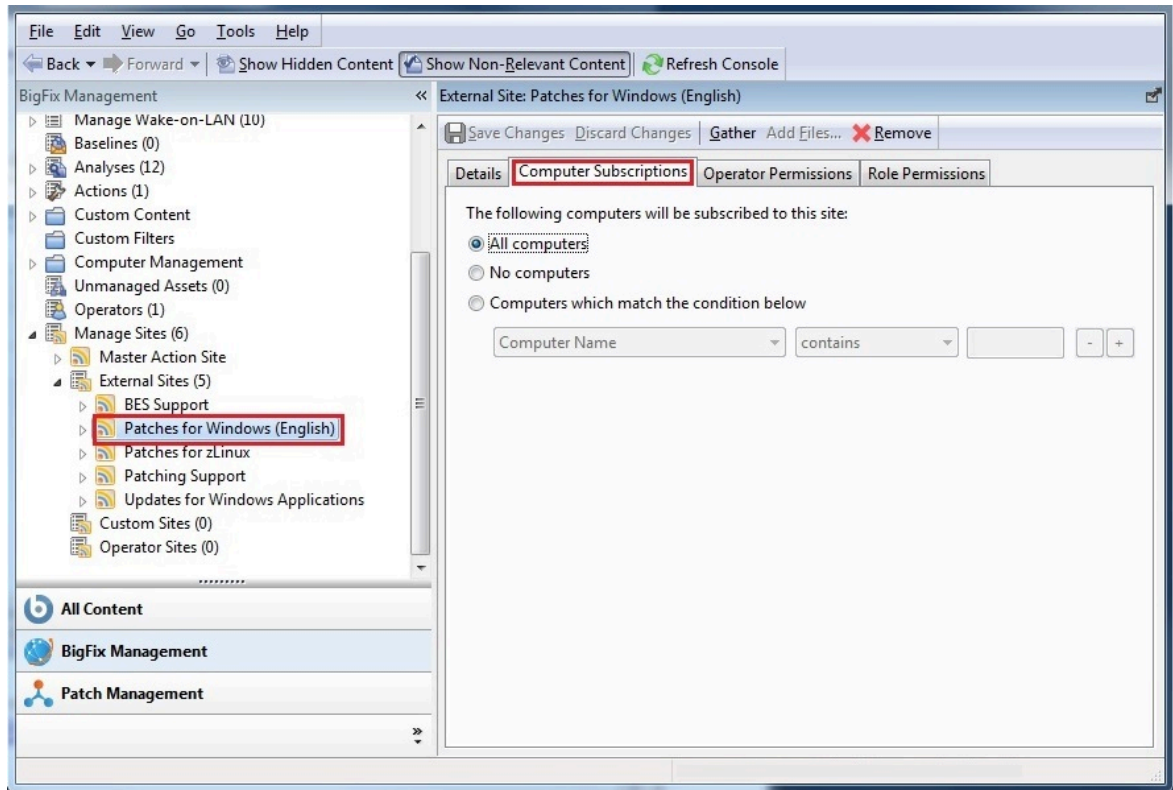 File Edit View Go Tools Help
Back Forward Show Hidden Content Show Non-Relevant Content Refresh Console
BigFix Management «
Manage Wake-on-LAN (10)
Baselines (0)
Analyses (12)
Actions (1)
Custom Content
Custom Filters
Computer Management
Unmanaged Assets (0)
Operators (1)
Manage Sites (6)
Master Action Site
External Sites (5)
BES Support
Patches for Windows (English)
Patches for zLinux
Patching Support
Updates for Windows Applications
Custom Sites (0)
Operator Sites (0)
All Content
BigFix Management
Patch Management
»
External Site: Patches for Windows (English)
Save Changes Discard Changes Gather Add Files... Remove
Details Computer Subscriptions Operator Permissions Role Permissions
The following computers will be subscribed to this site:
All computers
No computers
Computers which match the condition below
Computer Name contains - +